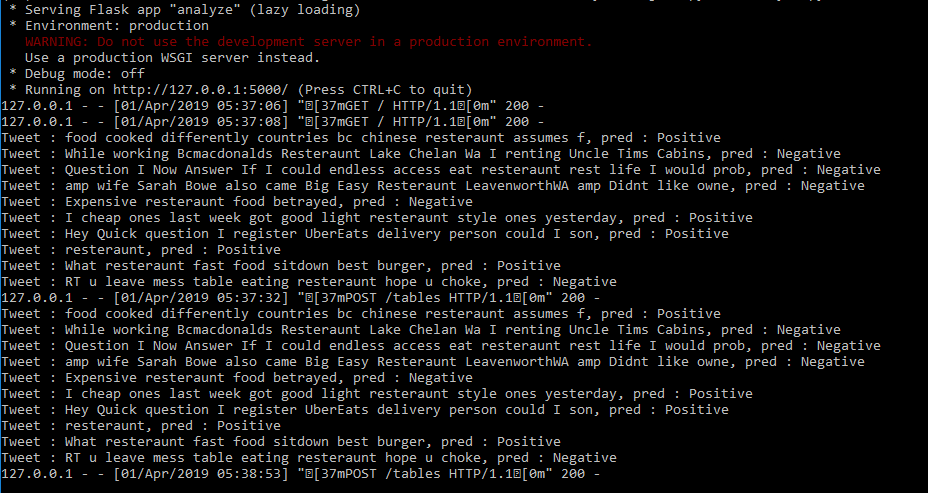 * Serving Flask app "analyze" (lazy loading)
* Environment: production
WARNING: Do not use the development server in a production environment.
Use a production WSGI server instead.
* Debug mode: off
* Running on http://127.0.0.1:5000/ (Press CTRL+C to quit)
127.0.0.1 - - [01/Apr/2019 05:37:06] "[37mGET / HTTP/1.1[0m" 200 -
127.0.0.1 - - [01/Apr/2019 05:37:08] "[37mGET / HTTP/1.1[0m" 200 -
Tweet : food cooked differently countries bc chinese resteraunt assumes f, pred : Positive
Tweet : While working Bcmacdonalds Resteraunt Lake Chelan Wa I renting Uncle Tims Cabins, pred : Negative
Tweet : Question I Now Answer If I could endless access eat resteraunt rest life I would prob, pred : Negative
Tweet : amp wife Sarah Bowe also came Big Easy Resteraunt LeavenworthWA amp Didnt like owne, pred : Negative
Tweet : Expensive resteraunt food betrayed, pred : Negative
Tweet : I cheap ones last week got good light resteraunt style ones yesterday, pred : Positive
Tweet : Hey Quick question I register UberEats delivery person could I son, pred : Positive
Tweet : resteraunt, pred : Positive
Tweet : What resteraunt fast food sitdown best burger, pred : Positive
Tweet : RT u leave mess table eating resteraunt hope u choke, pred : Negative
127.0.0.1 - - [01/Apr/2019 05:37:32] "[37mPOST /tables HTTP/1.1[0m" 200 -
Tweet : food cooked differently countries bc chinese resteraunt assumes f, pred : Positive
Tweet : While working Bcmacdonalds Resteraunt Lake Chelan Wa I renting Uncle Tims Cabins, pred : Negative
Tweet : Question I Now Answer If I could endless access eat resteraunt rest life I would prob, pred : Negative
Tweet : amp wife Sarah Bowe also came Big Easy Resteraunt LeavenworthWA amp Didnt like owne, pred : Negative
Tweet : Expensive resteraunt food betrayed, pred : Negative
Tweet : I cheap ones last week got good light resteraunt style ones yesterday, pred : Positive
Tweet : Hey Quick question I register UberEats delivery person could I son, pred : Positive
Tweet : resteraunt, pred : Positive
Tweet : What resteraunt fast food sitdown best burger, pred : Positive
Tweet : RT u leave mess table eating resteraunt hope u choke, pred : Negative
127.0.0.1 - - [01/Apr/2019 05:38:53] "[37mPOST /tables HTTP/1.1[0m" 200 -